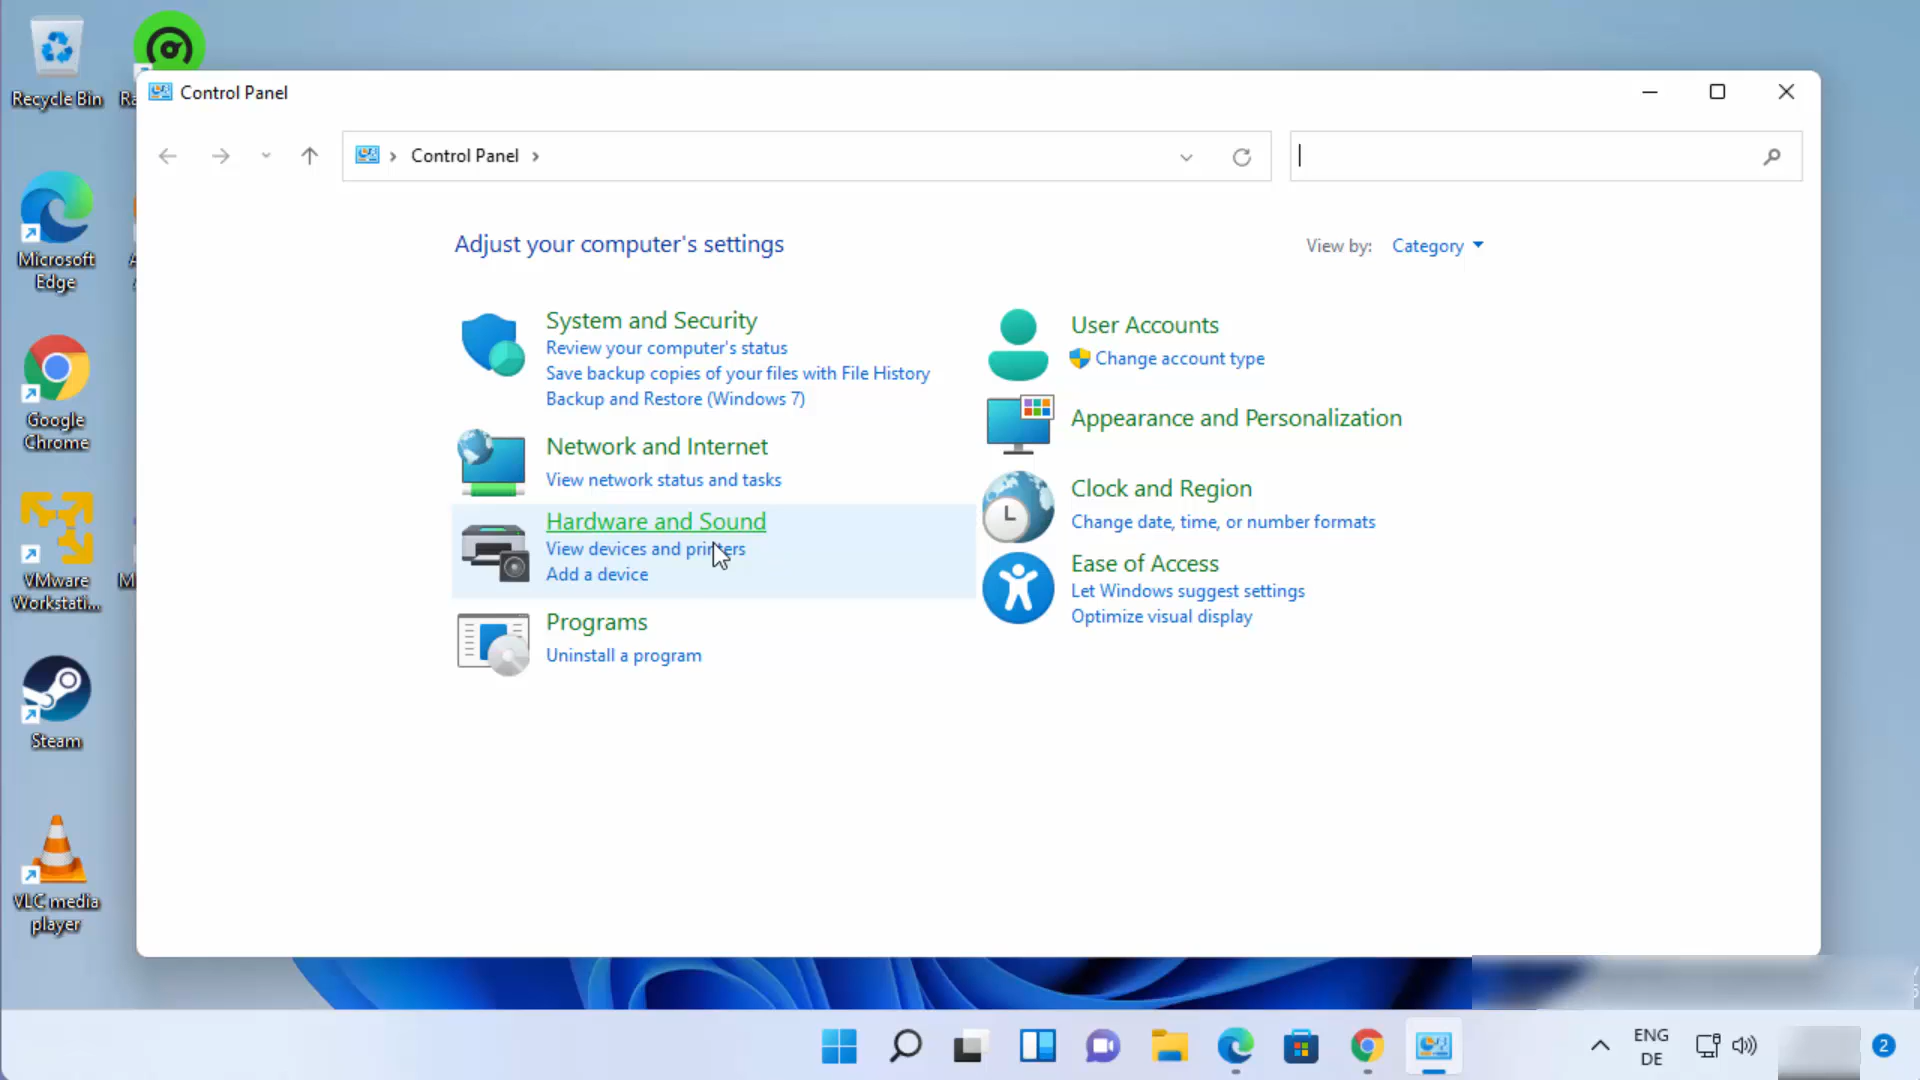 Recycle Bin
Ra
Control Panel
Control Panel
Microsoft
Edge
Adjust your computer's settings
View by:
Category
System and Security
Review your computer's status
Save backup copies of your files with File History
Backup and Restore (Windows 7)
User Accounts
Change account type
Google
Chrome
Network and Internet
View network status and tasks
Appearance and Personalization
Hardware and Sound
View devices and printers
Add a device
Clock and Region
Change date, time, or number formats
VMware
Workstati...
M
Programs
Uninstall a program
Ease of Access
Let Windows suggest settings
Optimize visual display
Steam
VLC media
player
ENG
DE
2